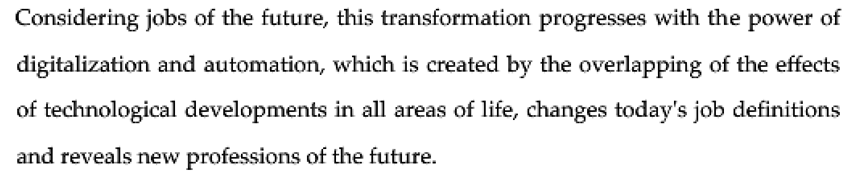 Considering jobs of the future, this transformation progresses with the power of
digitalization and automation, which is created by the overlapping of the effects
of technological developments in all areas of life, changes today's job definitions
and reveals new professions of the future.